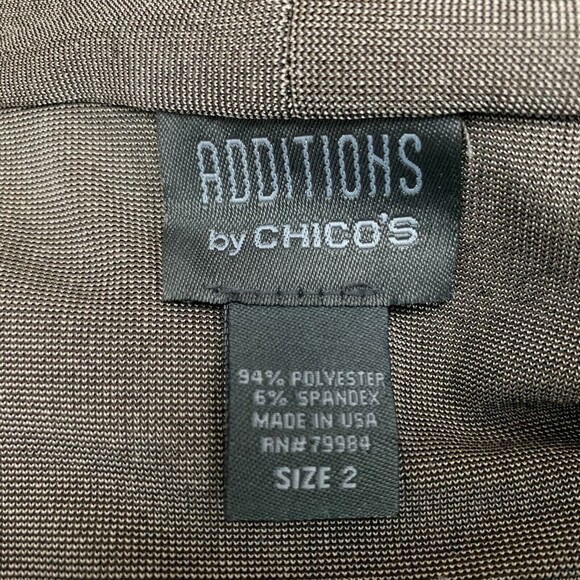 ADDITIONS
by CHICO'S
94% POLYESTER
6% SPANDEX
MADE IN USA
RN#79984
SIZE 2